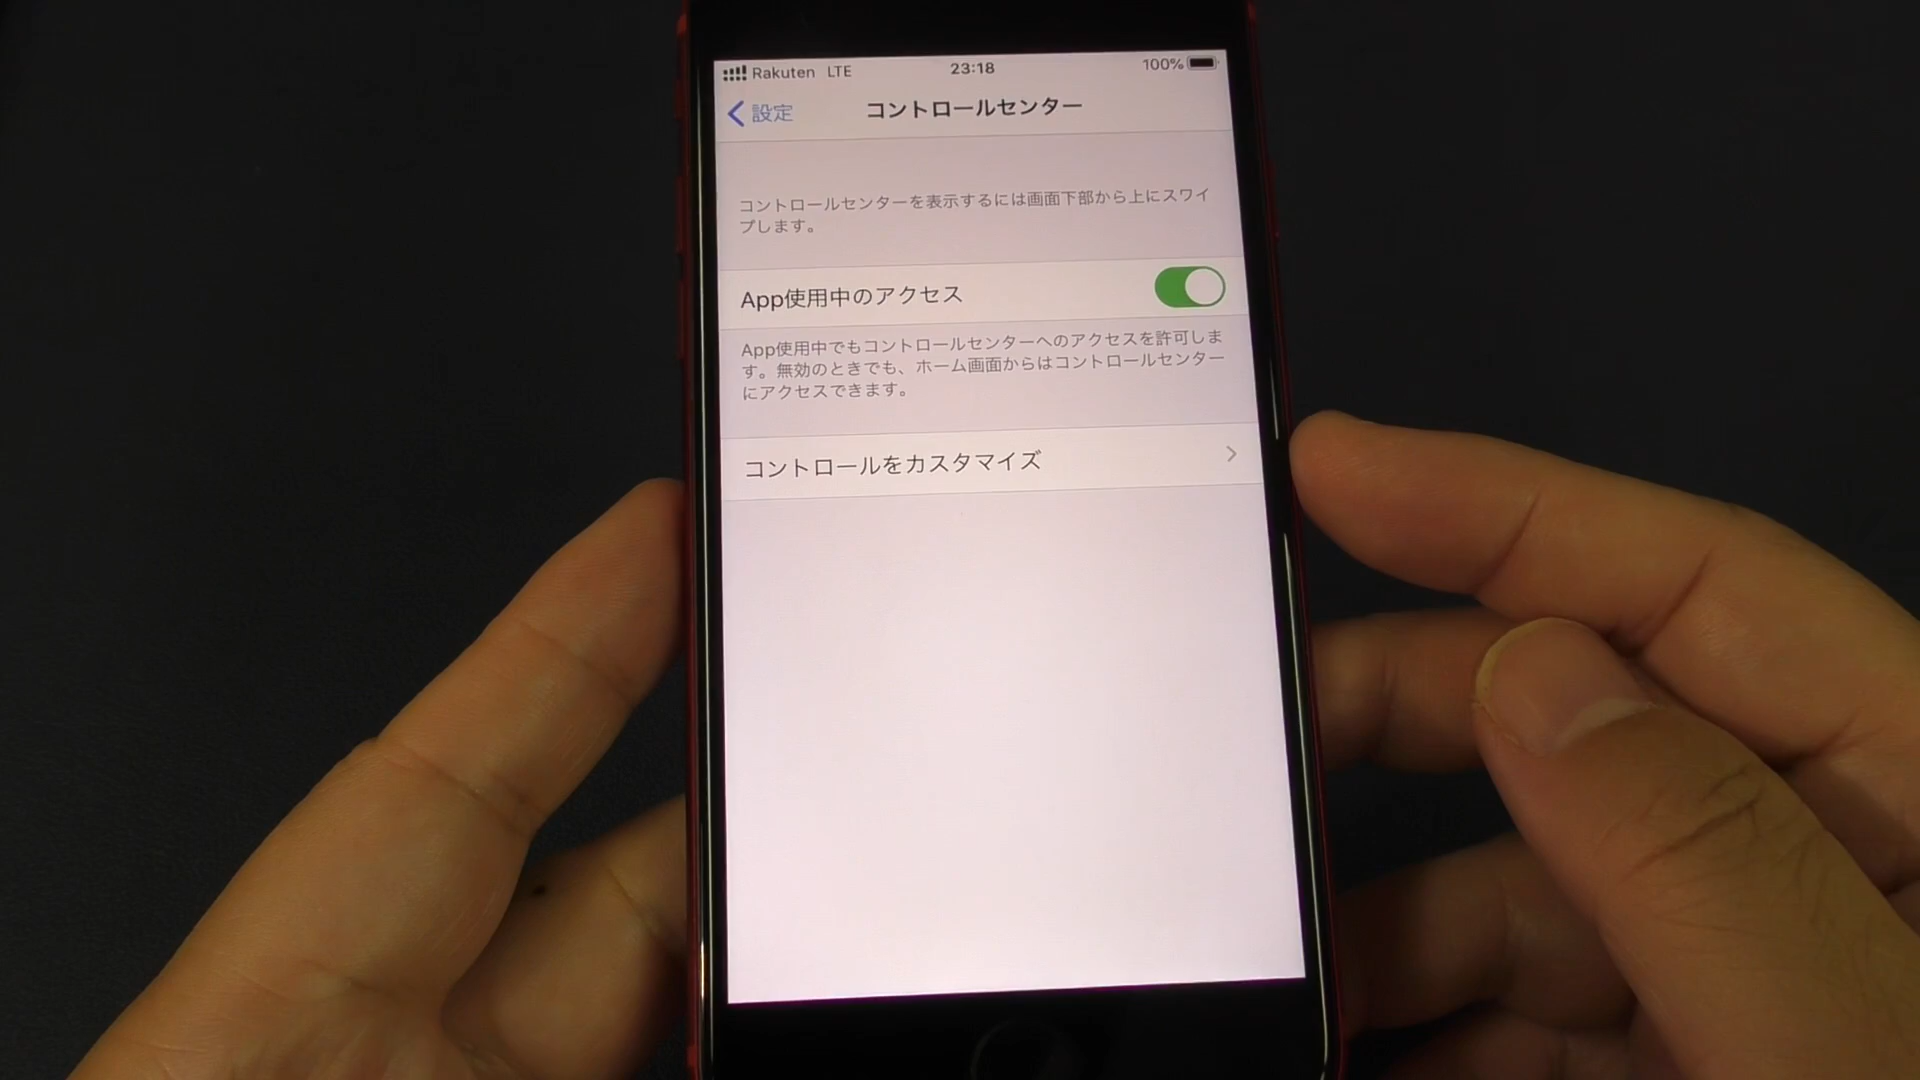 Rakuten LTE 23:18 100%
設定 コントロールセンター
コントロールセンターを表示するには画面下部から上にスワイ
プします。
App使用中のアクセス
App使用中でもコントロールセンターへのアクセスを許可しま
す。無効のときでも、ホーム画面からはコントロールセンター
にアクセスできます。
コントロールをカスタマイズ